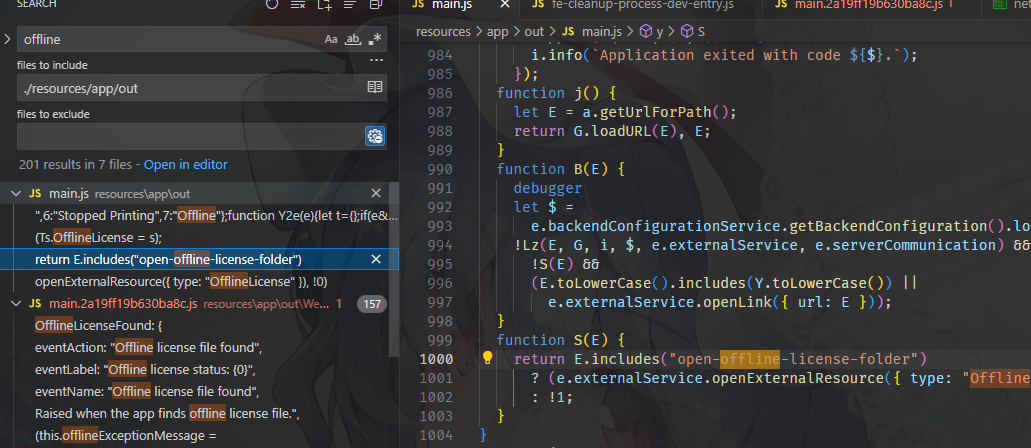 SEARCH
offline
Aa ab, .*
files to include
...
./resources/app/out
files to exclude
201 results in 7 files - Open in editor
JS main.js resources\app\out
",6:"Stopped Printing",7:"Offline"};function Y2e(e){let t={};if(e&...
(Ts.OfflineLicense = s);
return E.includes("open-offline-license-folder")
openExternalResource({ type: "OfflineLicense" }), !0)
JS main.2a19ff19b630ba8c.js resources\app\out\We... 1 157
OfflineLicenseFound: {
eventAction: "Offline license file found",
eventLabel: "Offline license status: {0}",
eventName: "Offline license file found",
Raised when the app finds offline license file.",
(this.offlineExceptionMessage =
main.js
JS fe-cleanup-process-dev-entry.js
JS main.2a19ff19b630ba8c.js 1
net
resources > app > out > JS main.js > y > S
984 i.info(`Application exited with code ${$}.`);
985 });
986 function j() {
987 let E = a.getUrlForPath();
988 return G.loadURL(E), E;
989 }
990 function B(E) {
991 debugger
992 let $ =
993 e.backendConfigurationService.getBackendConfiguration().lo
994 !Lz(E, G, i, $, e.externalService, e.serverCommunication) &&
995 !S(E) &&
996 (E.toLowerCase().includes(Y.toLowerCase()) ||
997 e.externalService.openLink({ url: E }));
998 }
999 function S(E) {
1000 return E.includes("open-offline-license-folder")
1001 ? (e.externalService.openExternalResource({ type: "Offline
1002 : !1;
1003 }
1004 }